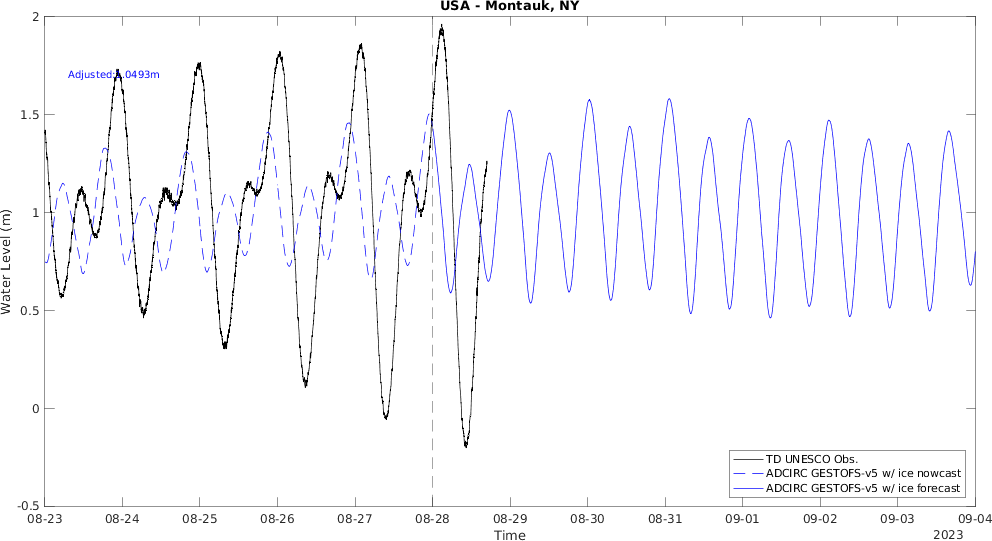 USA - Montauk, NY
2
Adjusted: .0493m
1.5
1
0.5
0
-0.5
Water Level (m)
TD UNESCO Obs.
ADCIRC GESTOFS-v5 w/ ice nowcast
ADCIRC GESTOFS-v5 w/ ice forecast
08-23 08-24 08-25 08-26 08-27 08-28 08-29 08-30 08-31 09-01 09-02 09-03 09-04
Time
2023